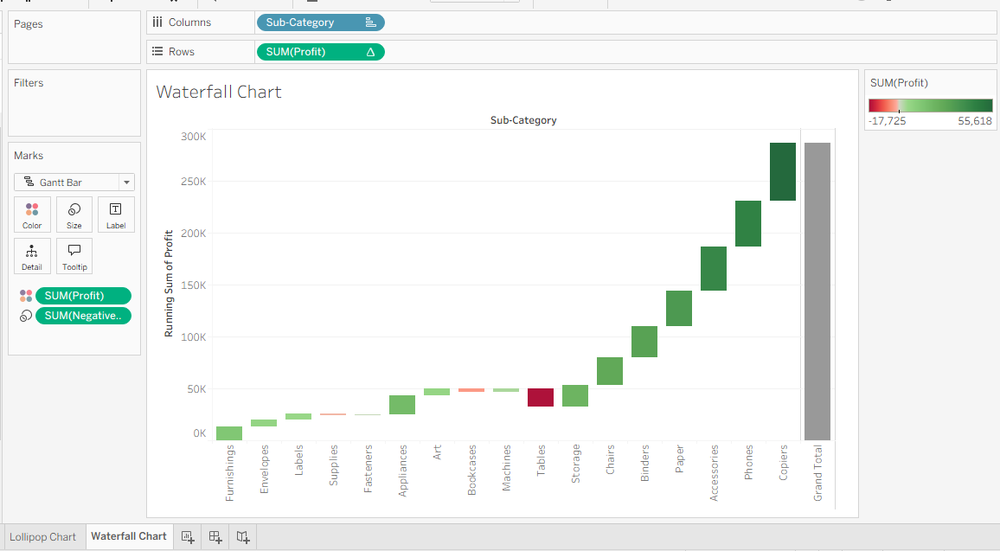 Pages
Columns
Sub-Category
Rows
SUM(Profit)
Filters
Marks
Gantt Bar
Color
Size
Label
Detail
Tooltip
SUM(Profit)
SUM(Negative..
Waterfall Chart
Sub-Category
Running Sum of Profit
300K
250K
200K
150K
100K
50K
0K
Furnishings
Envelopes
Labels
Supplies
Fasteners
Appliances
Art
Bookcases
Machines
Tables
Storage
Chairs
Binders
Paper
Accessories
Phones
Copiers
Grand Total
SUM(Profit)
-17,725 55,618
Lollipop Chart
Waterfall Chart